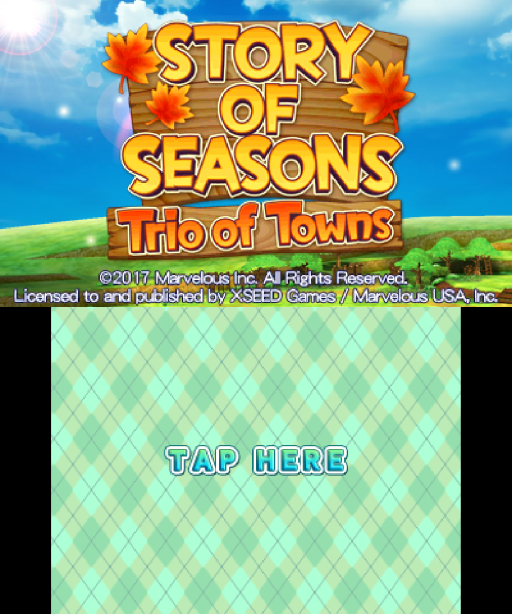 STORY
OF
SEASONS
Trio of Towns
©2017 Marvelous Inc. All Rights Reserved.
Licensed to and published by XSEED Games / Marvelous USA, Inc.
TAP HERE